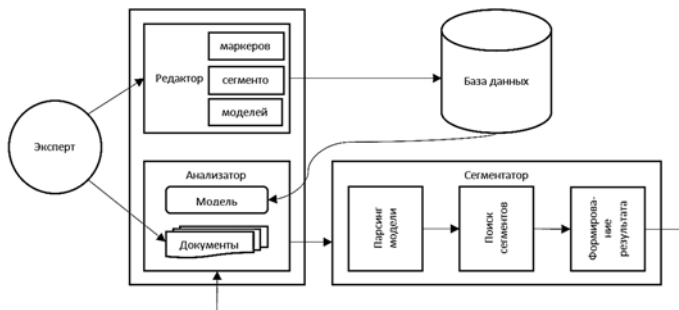 маркеров
Редактор
сегменто
моделей
База данных
Эксперт
Анализатор
Модель
Документы
Сегментатор
Парсинг
модели
Поиск
сегментов
Формирова-
ние
результата